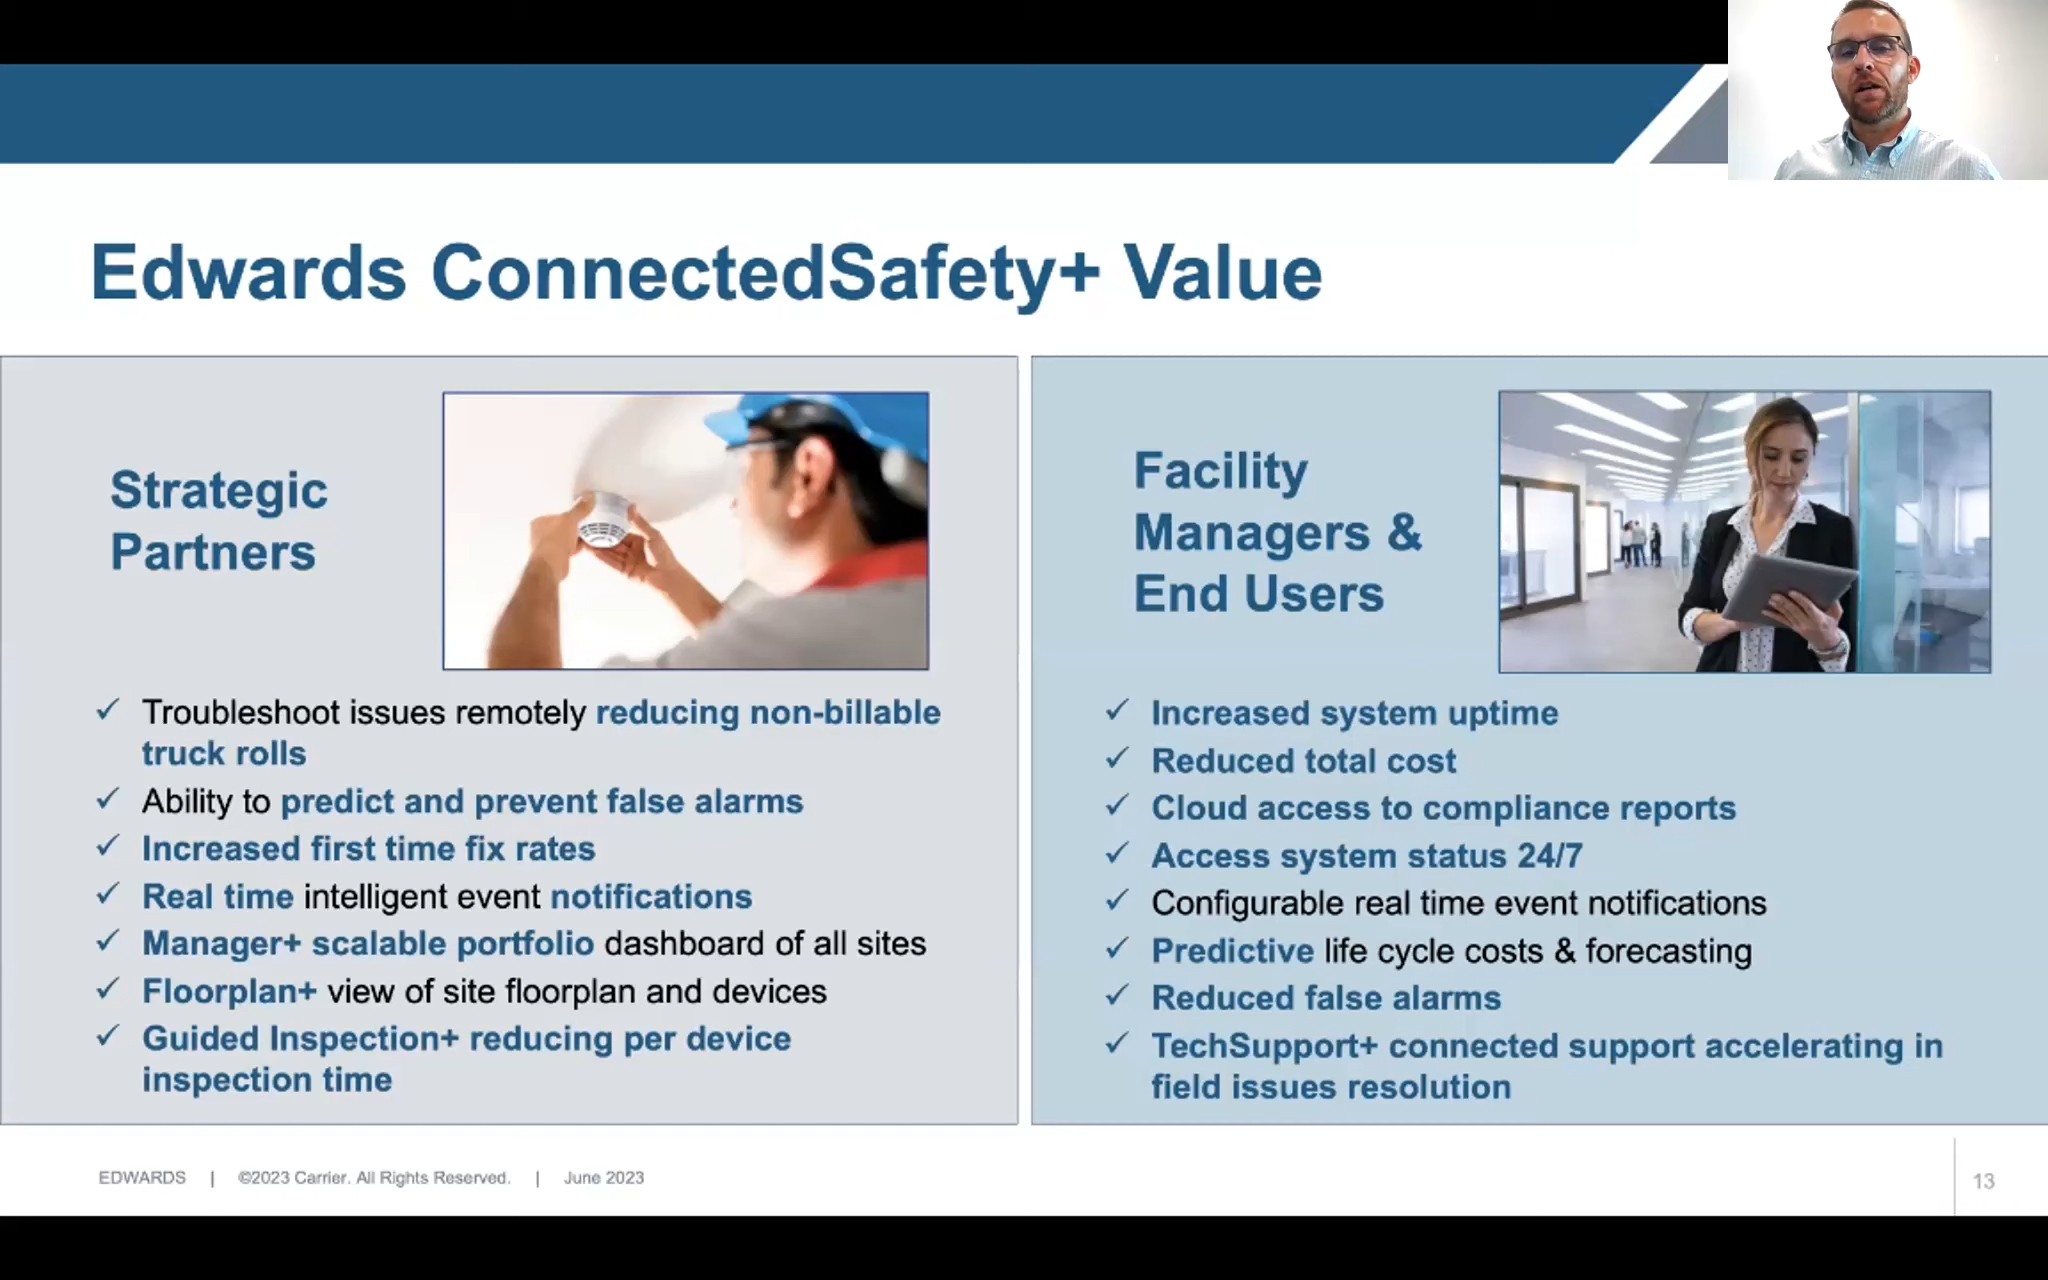 Edwards ConnectedSafety+ Value
Strategic
Partners
✓ Troubleshoot issues remotely reducing non-billable
truck rolls
✓ Ability to predict and prevent false alarms
✓ Increased first time fix rates
✓ Real time intelligent event notifications
✓ Manager+ scalable portfolio dashboard of all sites
✓ Floorplan+ view of site floorplan and devices
✓ Guided Inspection+ reducing per device
inspection time
Facility
Managers &
End Users
✓ Increased system uptime
✓ Reduced total cost
✓ Cloud access to compliance reports
✓ Access system status 24/7
✓ Configurable real time event notifications
✓ Predictive life cycle costs & forecasting
✓ Reduced false alarms
✓ TechSupport+ connected support accelerating in
field issues resolution
EDWARDS | ©2023 Carrier. All Rights Reserved. | June 2023
13